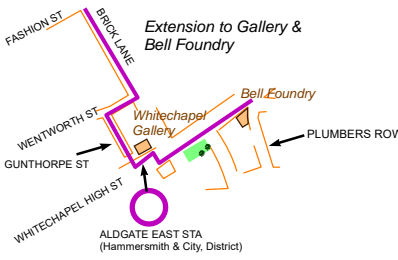 Extension to Gallery &
Bell Foundry
FASHION ST
BRICK LANE
Bell Foundry
Whitechapel
Gallery
WENTWORTH ST
PLUMBERS ROW
GUNTHORPE ST
WHITECHAPEL HIGH ST
ALDGATE EAST STA
(Hammersmith & City, District)